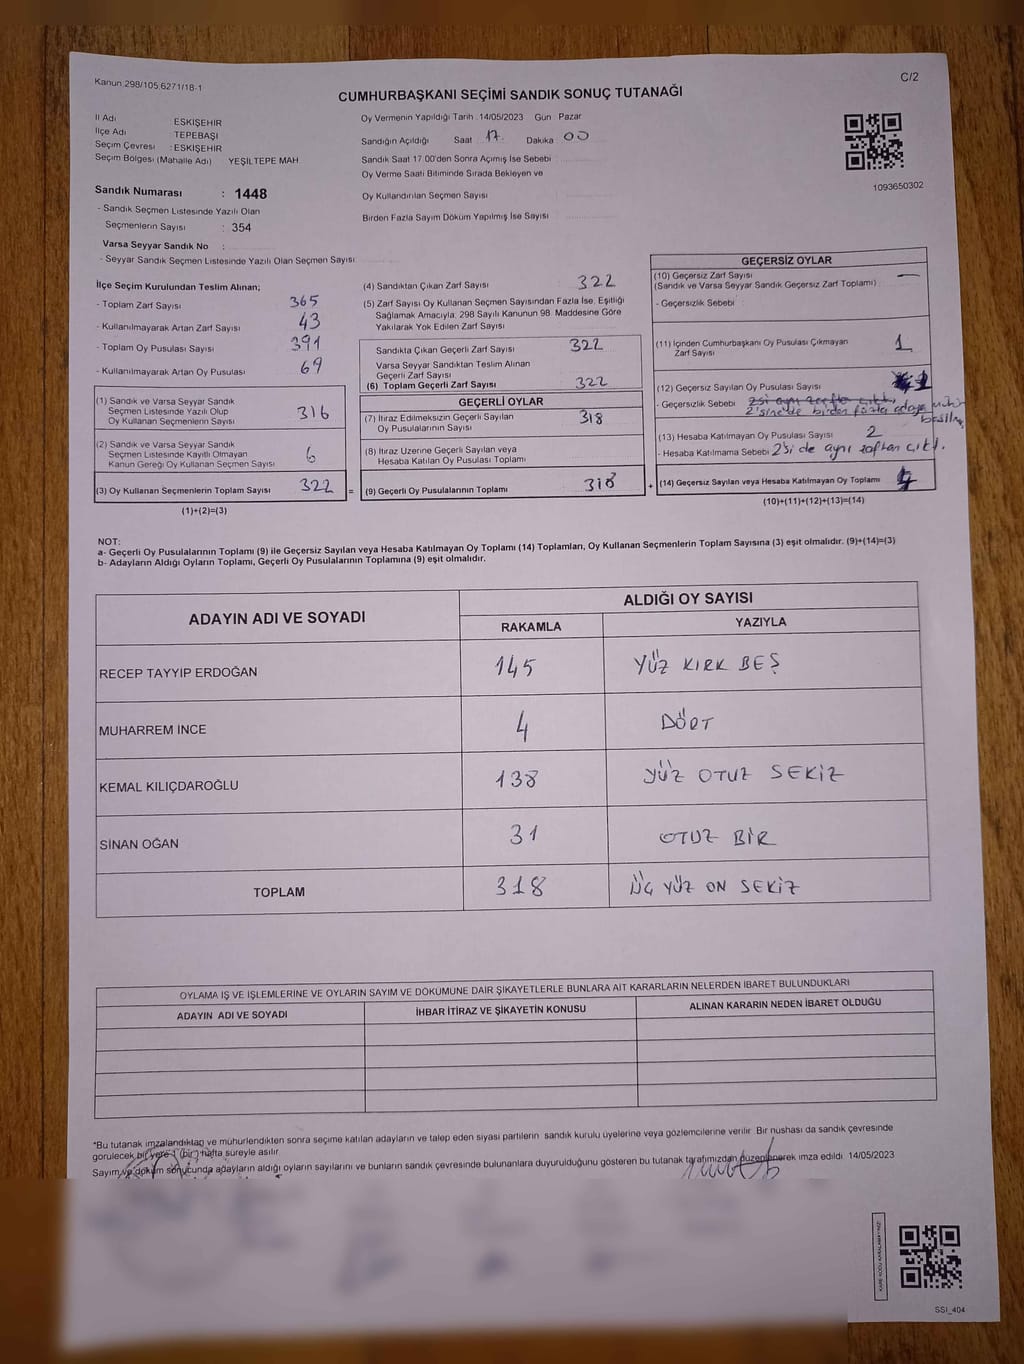 Kanun 298/105,6271/18-1
C/2
CUMHURBAŞKANI SEÇİMİ SANDIK SONUÇ TUTANAĞI
İl Adı ESKİŞEHİR
İlçe Adı TEPEBAŞI
Seçim Çevresi : ESKİŞEHİR
Seçim Bölgesi (Mahalle Adı) YEŞİLTEPE MAH
Sandık Numarası : 1448
- Sandık Seçmen Listesinde Yazılı Olan
Seçmenlerin Sayısı : 354
Varsa Seyyar Sandık No :
- Seyyar Sandık Seçmen Listesinde Yazılı Olan Seçmen Sayısı
Oy Vermenin Yapıldığı Tarih 14/05/2023 Gün Pazar
Sandığın Açıldığı Saat 17 Dakika 00
Sandık Saat 17 00'den Sonra Açımış İse Sebebi
Oy Verme Saati Bitiminde Sırada Bekleyen ve
Oy Kullandırılan Seçmen Sayısı
Birden Fazla Sayım Döküm Yapılmış İse Sayısı
1093650302
İlçe Seçim Kurulundan Teslim Alınan;
- Toplam Zarf Sayısı 365
- Kullanılmayarak Artan Zarf Sayısı 43
- Toplam Oy Pusulası Sayısı 391
- Kullanılmayarak Artan Oy Pusulası 69
(1) Sandık ve Varsa Seyyar Sandık
Seçmen Listesinde Yazılı Olup
Oy Kullanan Seçmenlerin Sayısı 316
(2) Sandık ve Varsa Seyyar Sandık
Seçmen Listesinde Kayıtlı Olmayan
Kanun Gereği Oy Kullanan Seçmen Sayısı 6
(3) Oy Kullanan Seçmenlerin Toplam Sayısı 322 =
(1)+(2)=(3)
(4) Sandıktan Çıkan Zarf Sayısı 322
(5) Zarf Sayısı Oy Kullanan Seçmen Sayısından Fazla İse, Eşitliği
Sağlamak Amacıyla, 298 Sayılı Kanunun 98. Maddesine Göre
Yakılarak Yok Edilen Zarf Sayısı
Sandıkta Çıkan Geçerli Zarf Sayısı 322
Varsa Seyyar Sandıktan Teslim Alınan
Geçerli Zarf Sayısı
(6) Toplam Geçerli Zarf Sayısı 322
GEÇERLİ OYLAR
(7) İtiraz Edilmeksizin Geçerli Sayılan
Oy Pusulalarının Sayısı 318
(8) İtiraz Üzerine Geçerli Sayılan veya
Hesaba Katılan Oy Pusulası Toplamı
(9) Geçerli Oy Pusulalarının Toplamı 318 +
GEÇERSİZ OYLAR
(10) Geçersiz Zarf Sayısı —
(Sandık ve Varsa Seyyar Sandık Geçersiz Zarf Toplamı)
- Geçersizlik Sebebi
(11) İçinden Cumhurbaşkanı Oy Pusulası Çıkmayan 1
Zarf Sayısı
(12) Geçersiz Sayılan Oy Pusulası Sayısı 1
- Geçersizlik Sebebi 2si aynı zarfta çıktı
2'sinede birden fazla adaya mühür
basılmış
(13) Hesaba Katılmayan Oy Pusulası Sayısı 2
- Hesaba Katılmama Sebebi 2'si de aynı zaftan çıktı.
(14) Geçersiz Sayılan veya Hesaba Katılmayan Oy Toplamı 4
(10)+(11)+(12)+(13)=(14)
NOT:
a- Geçerli Oy Pusulalarının Toplamı (9) ile Geçersiz Sayılan veya Hesaba Katılmayan Oy Toplamı (14) Toplamları, Oy Kullanan Seçmenlerin Toplam Sayısına (3) eşit olmalıdır. (9)+(14)=(3)
b- Adayların Aldığı Oyların Toplamı, Geçerli Oy Pusulalarının Toplamına (9) eşit olmalıdır.
ADAYIN ADI VE SOYADI ALDIĞI OY SAYISI
RAKAMLA YAZIYLA
RECEP TAYYİP ERDOĞAN 145 YÜZ KIRK BEŞ
MUHARREM İNCE 4 DÖRT
KEMAL KILIÇDAROĞLU 138 YÜZ OTUZ SEKİZ
SİNAN OĞAN 31 OTUZ BİR
TOPLAM 318 ÜÇ YÜZ ON SEKİZ
OYLAMA İŞ VE İŞLEMLERİNE VE OYLARIN SAYIM VE DÖKÜMÜNE DAİR ŞİKAYETLERLE BUNLARA AİT KARARLARIN NELERDEN İBARET BULUNDUKLARI
ADAYIN ADI VE SOYADI İHBAR İTİRAZ VE ŞİKAYETİN KONUSU ALINAN KARARIN NEDEN İBARET OLDUĞU
*Bu tutanak imzalandıktan ve mühürlendikten sonra seçime katılan adayların ve talep eden siyasi partilerin sandık kurulu üyelerine veya gözlemcilerine verilir. Bir nüshası da sandık çevresinde
görülecek bir yere 1 (bir) hafta süreyle asılır
Sayım ve döküm sonucunda adayların aldığı oyların sayılarını ve bunların sandık çevresinde bulunanlara duyurulduğunu gösteren bu tutanak tarafımızdan düzenlenerek imza edildi. 14/05/2023
KARE KODU KARALAMAYINIZ!
SSI_404